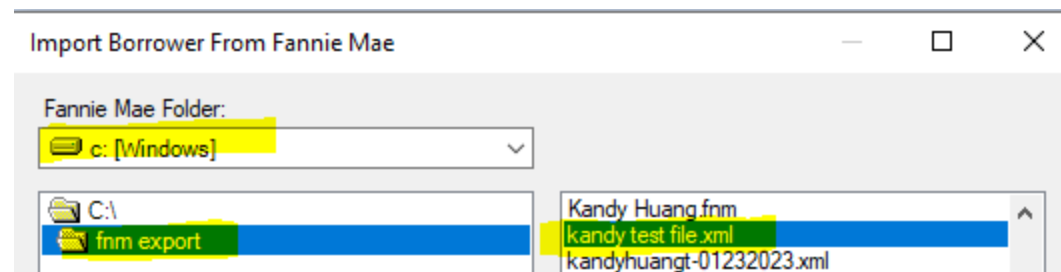 Import Borrower From Fannie Mae
Fannie Mae Folder:
c: [Windows]
C:\
fnm export
Kandy Huang.fnm
kandy test file.xml
kandyhuangt-01232023.xml